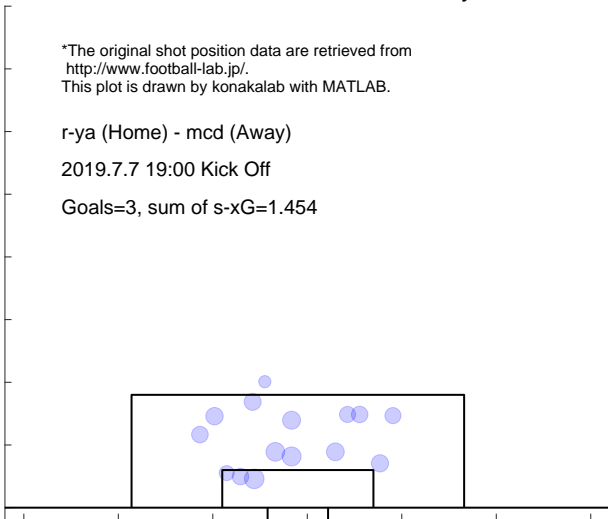 *The original shot position data are retrieved from
http://www.football-lab.jp/.
This plot is drawn by konakalab with MATLAB.
r-ya (Home) - mcd (Away)
2019.7.7 19:00 Kick Off
Goals=3, sum of s-xG=1.454